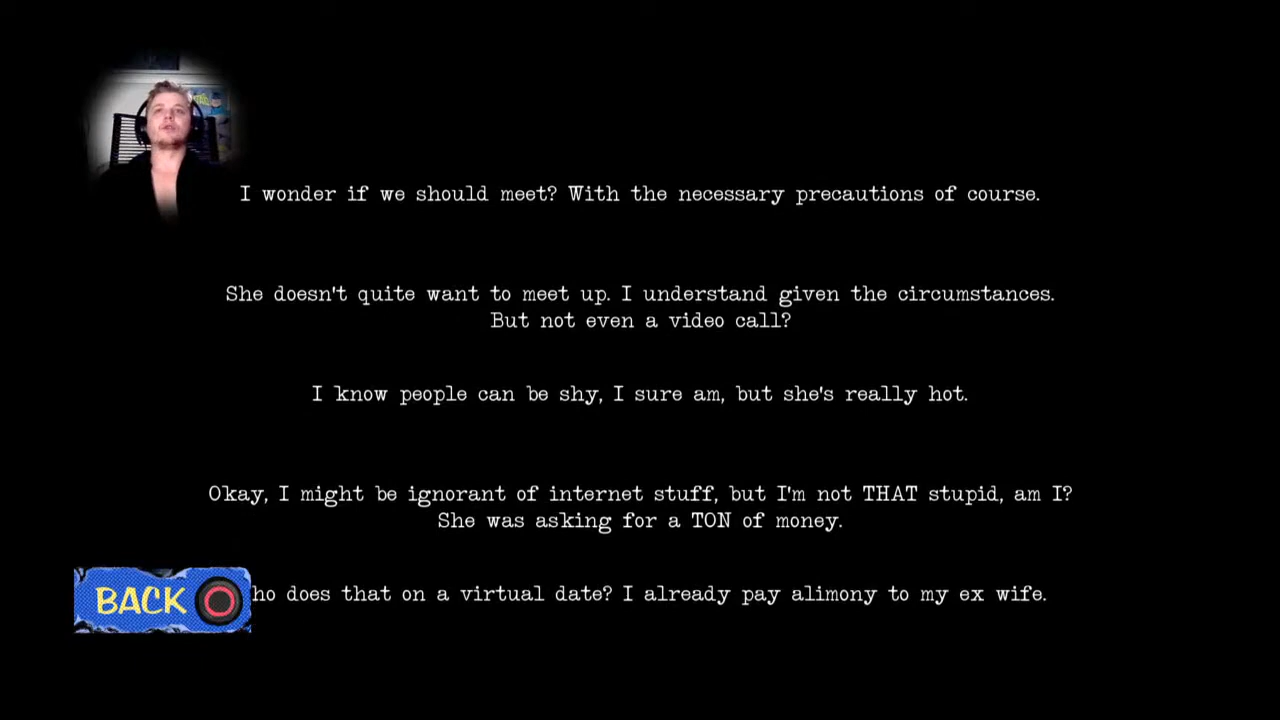 I wonder if we should meet? With the necessary precautions of course.
She doesn't quite want to meet up. I understand given the circumstances.
But not even a video call?
I know people can be shy, I sure am, but she's really hot.
Okay, I might be ignorant of internet stuff, but I'm not THAT stupid, am I?
She was asking for a TON of money.
BACK
ho does that on a virtual date? I already pay alimony to my ex wife.